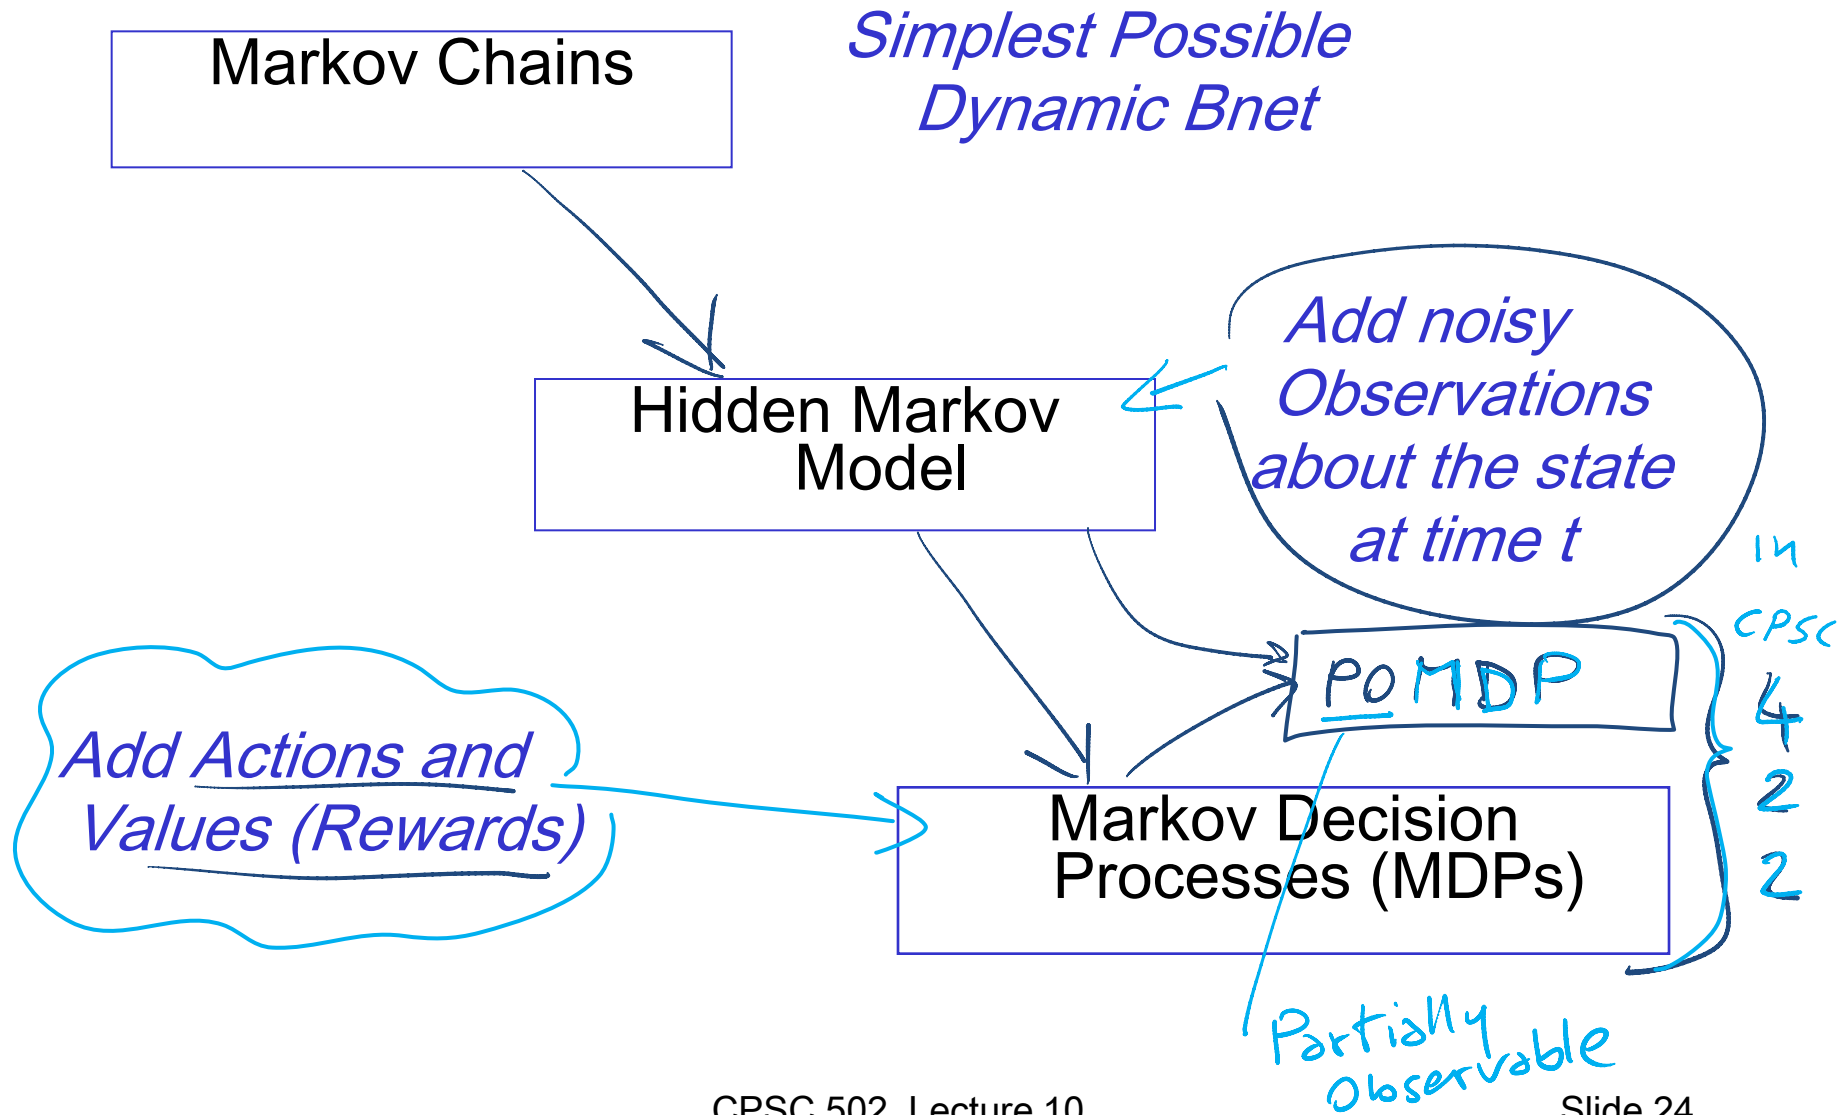 Markov Chains
Simplest Possible
Dynamic Bnet
Add noisy
Observations
about the state
at time t
Hidden Markov
Model
in
CPSC
4
2
2
POMDP
Add Actions and
Values (Rewards)
Markov Decision
Processes (MDPs)
Partially
Observable
CPSC 502, Lecture 10
Slide 24